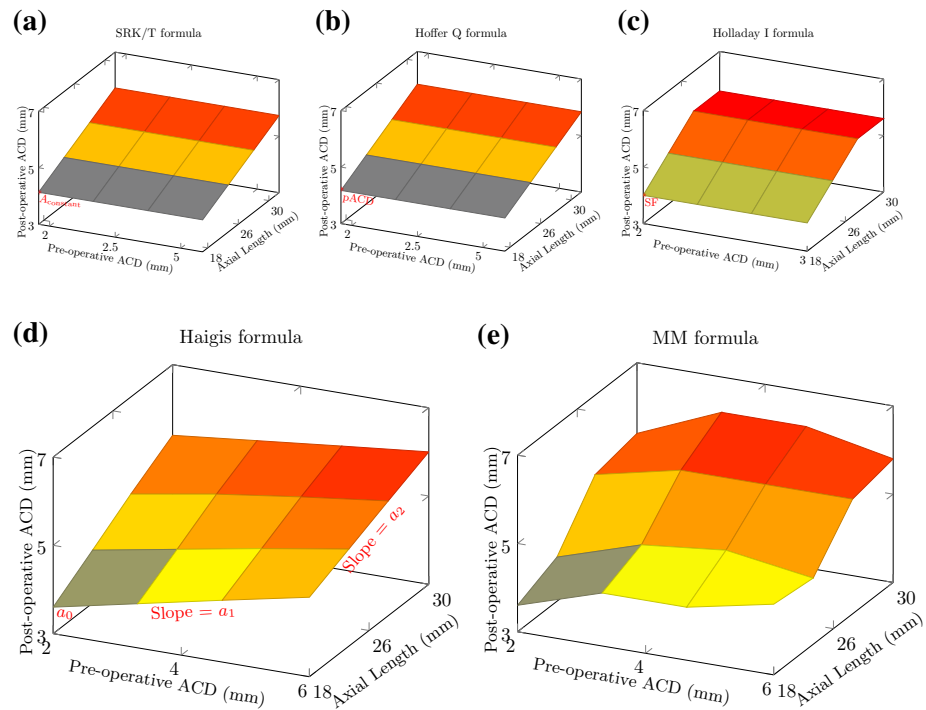 (a)
SRK/T formula
Post-operative ACD (mm)
7
5
3
A_constant
2
2.5
5
Pre-operative ACD (mm)
18
26
30
Axial Length (mm)
(b)
Hoffer Q formula
Post-operative ACD (mm)
7
5
3
pACD
2
2.5
5
Pre-operative ACD (mm)
18
26
30
Axial Length (mm)
(c)
Holladay I formula
Post-operative ACD (mm)
7
5
3
SF
2
3
Pre-operative ACD (mm)
18
26
30
Axial Length (mm)
(d)
Haigis formula
Post-operative ACD (mm)
7
5
3
a₀
Slope = a₁
Slope = a₂
2
4
6
Pre-operative ACD (mm)
18
26
30
Axial Length (mm)
(e)
MM formula
Post-operative ACD (mm)
7
5
3
2
4
6
Pre-operative ACD (mm)
18
26
30
Axial Length (mm)